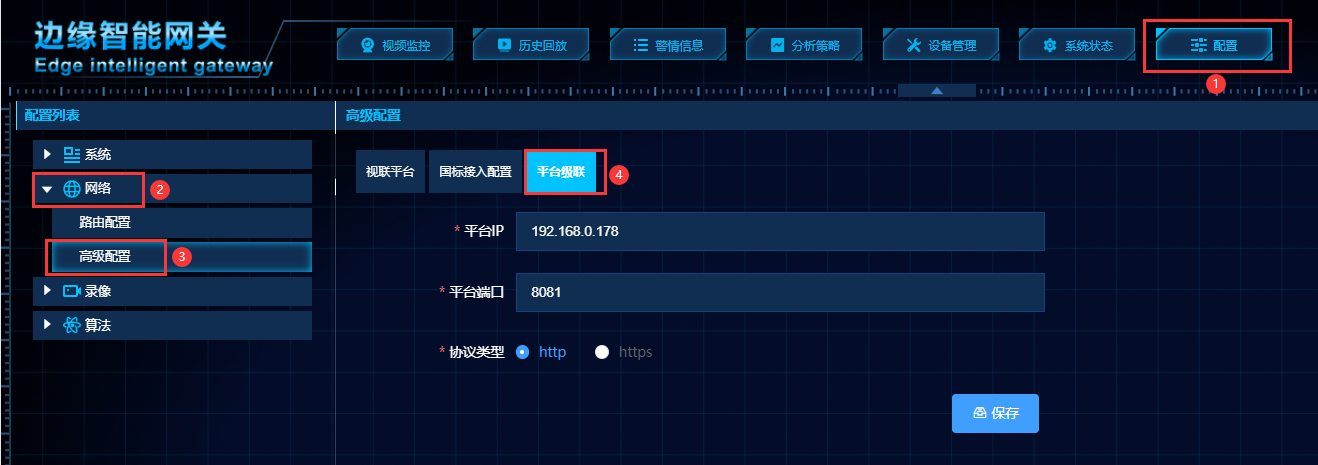 边缘智能网关
Edge intelligent gateway
视频监控
历史回放
警情信息
分析策略
设备管理
系统状态
配置
1
配置列表
系统
网络
2
路由配置
高级配置
3
录像
算法
高级配置
视联平台
国标接入配置
平台级联
4
* 平台IP
192.168.0.178
* 平台端口
8081
* 协议类型
http
https
保存